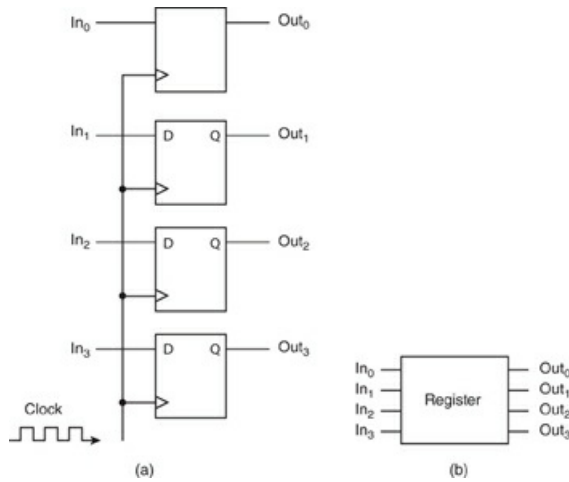 In0 Out0
In1 D Q Out1
In2 D Q Out2
In3 D Q Out3
Clock
(a)
In0 Out0
In1 Out1
In2 Register Out2
In3 Out3
(b)